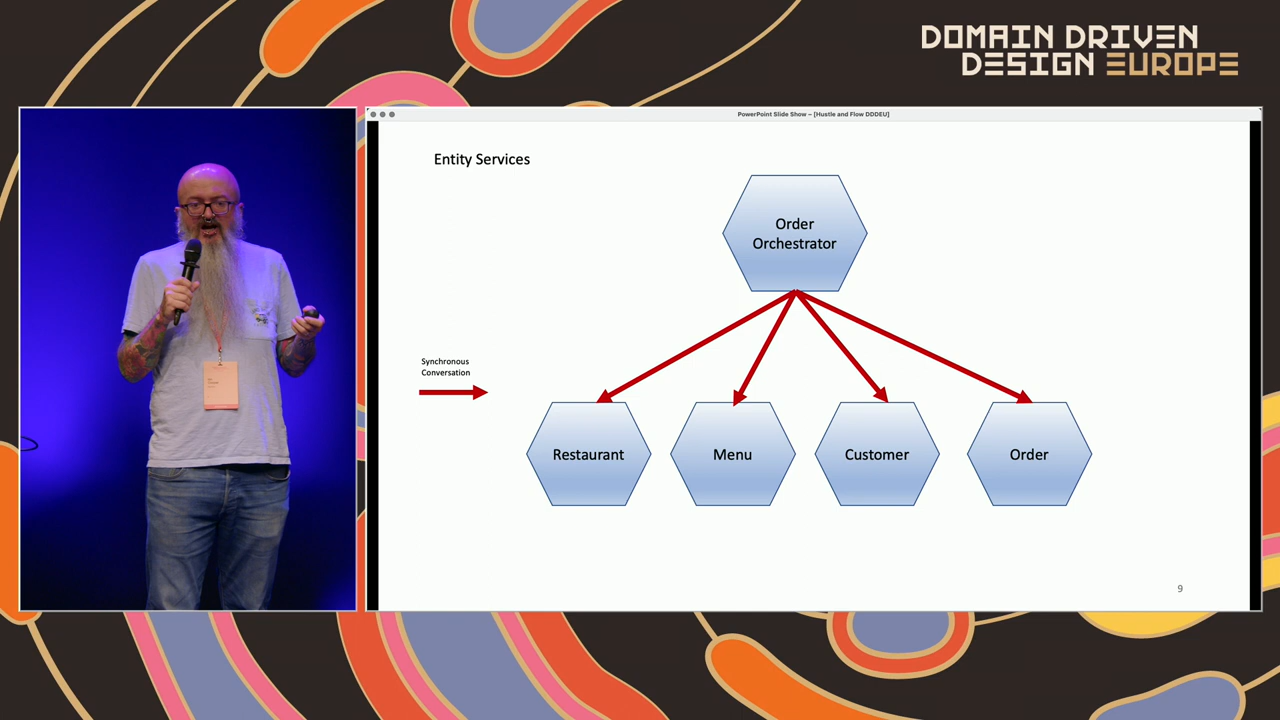 DOMAIN DRIVEN
DESIGN EUROPE
PowerPoint Slide Show – [Hustle and Flow DDDEU]
Entity Services
Order
Orchestrator
Synchronous
Conversation
Restaurant
Menu
Customer
Order
9